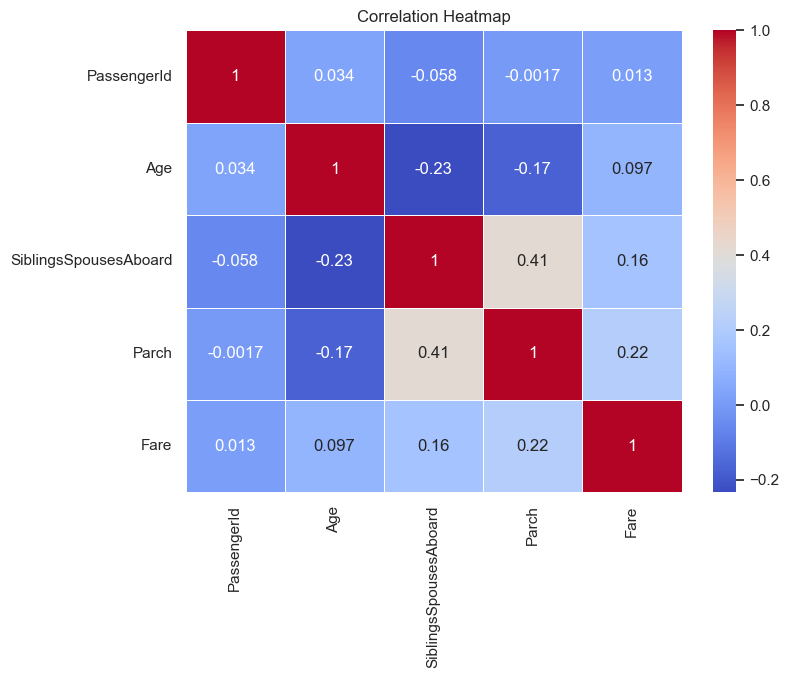 Correlation Heatmap
PassengerId 1 0.034 -0.058 -0.0017 0.013
Age 0.034 1 -0.23 -0.17 0.097
SiblingsSpousesAboard -0.058 -0.23 1 0.41 0.16
Parch -0.0017 -0.17 0.41 1 0.22
Fare 0.013 0.097 0.16 0.22 1
PassengerId
Age
SiblingsSpousesAboard
Parch
Fare
1.0
0.8
0.6
0.4
0.2
0.0
−0.2